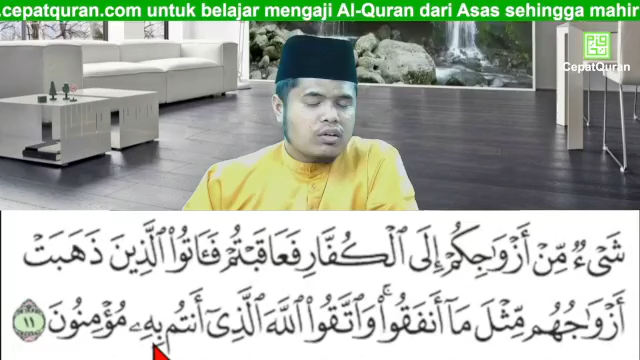 .cepatquran.com untuk belajar mengaji Al-Quran dari Asas sehingga mahir
CepatQuran
شَىْءٌ مِّنْ أَزْوَٰجِكُمْ إِلَى ٱلْكُفَّارِ فَعَاقَبْتُمْ فَـَٔاتُوا۟ ٱلَّذِينَ ذَهَبَتْ
أَزْوَٰجُهُم مِّثْلَ مَآ أَنفَقُوا۟ ۚ وَٱتَّقُوا۟ ٱللَّهَ ٱلَّذِىٓ أَنتُم بِهِۦ مُؤْمِنُونَ ١١